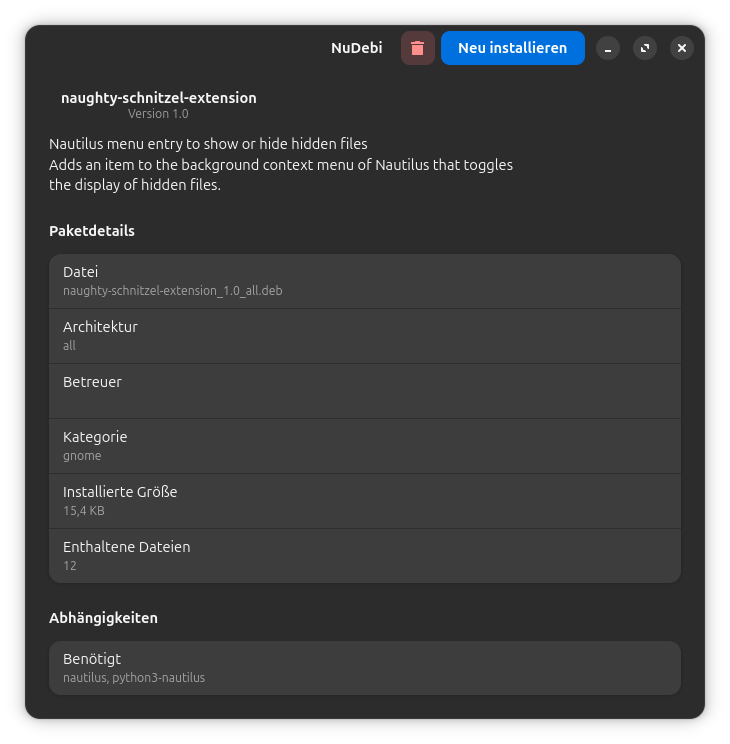 NuDebi
Neu installieren
naughty-schnitzel-extension
Version 1.0
Nautilus menu entry to show or hide hidden files
Adds an item to the background context menu of Nautilus that toggles
the display of hidden files.
Paketdetails
Datei
naughty-schnitzel-extension_1.0_all.deb
Architektur
all
Betreuer
Kategorie
gnome
Installierte Größe
15,4 KB
Enthaltene Dateien
12
Abhängigkeiten
Benötigt
nautilus, python3-nautilus